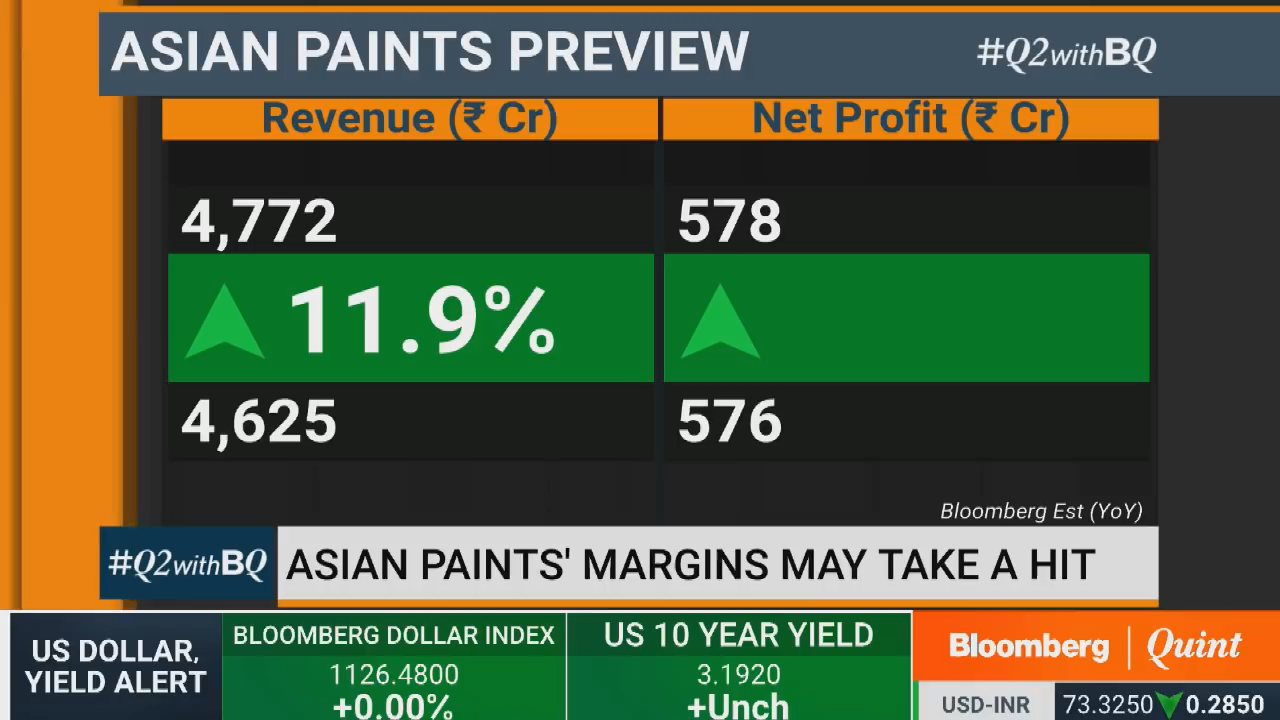 ASIAN PAINTS PREVIEW
#Q2withBQ
Revenue (₹ Cr)
Net Profit (₹ Cr)
4,772
578
11.9%
4,625
576
Bloomberg Est (YoY)
#Q2withBQ
ASIAN PAINTS' MARGINS MAY TAKE A HIT
US DOLLAR,
YIELD ALERT
BLOOMBERG DOLLAR INDEX
1126.4800
+0.00%
US 10 YEAR YIELD
3.1920
+Unch
Bloomberg | Quint
USD-INR
73.3250
0.2850